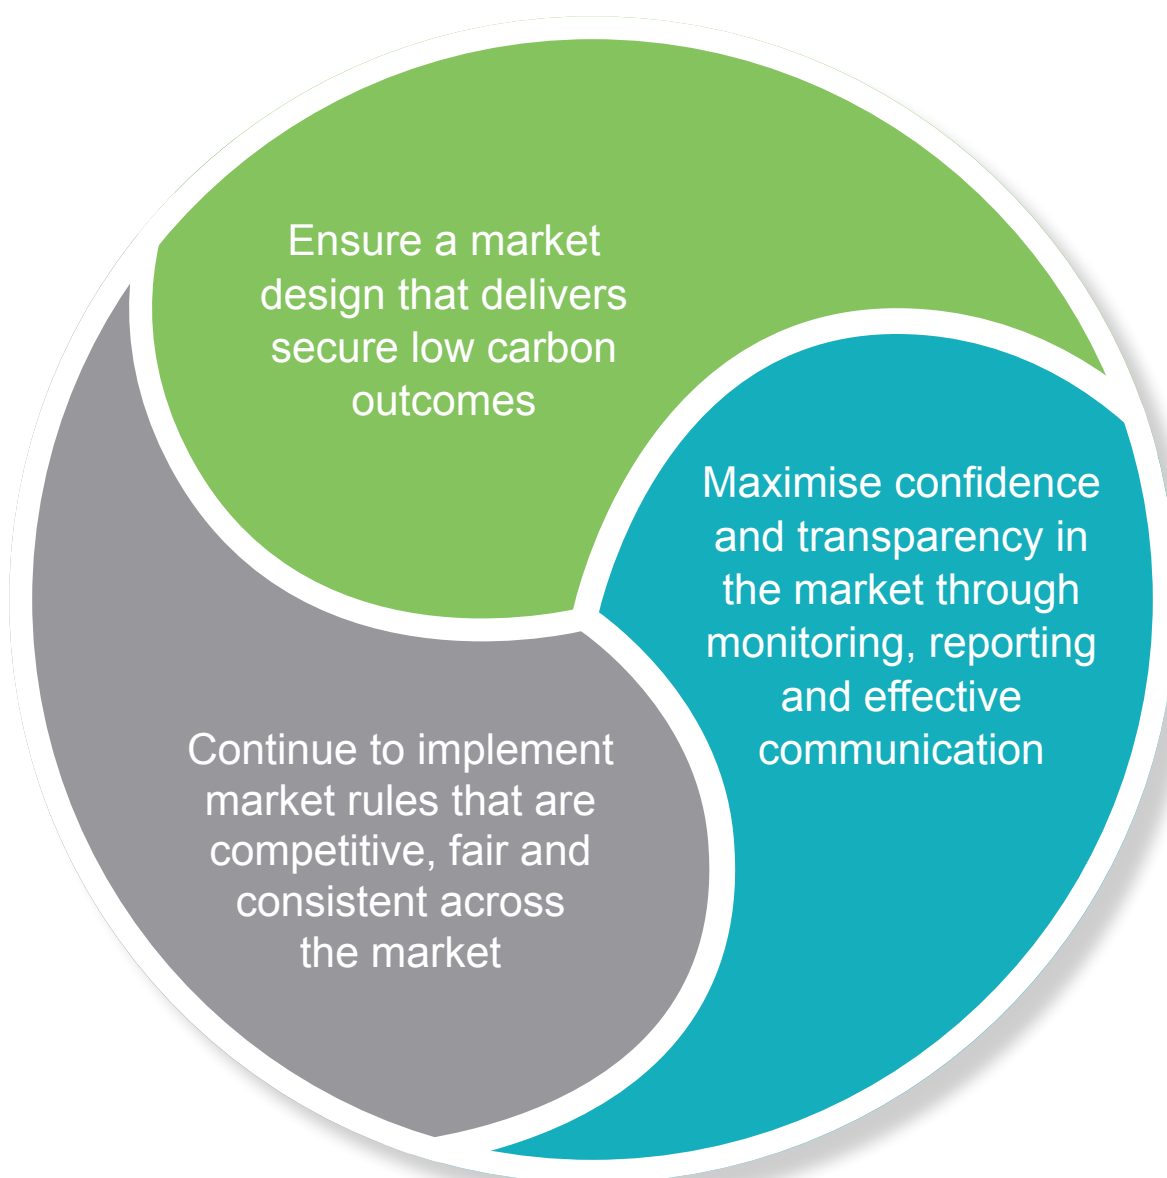 Ensure a market
design that delivers
secure low carbon
outcomes
Maximise confidence
and transparency in
the market through
monitoring, reporting
and effective
communication
Continue to implement
market rules that are
competitive, fair and
consistent across
the market